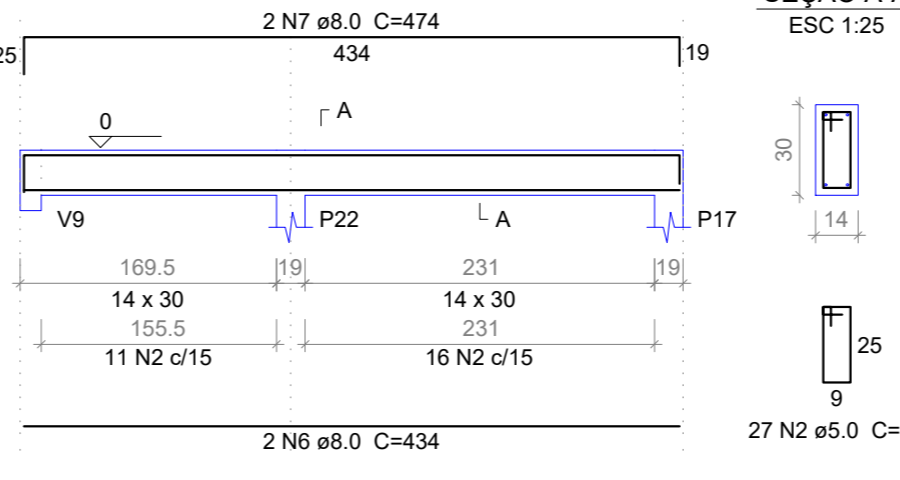 2 N7 ø8.0 C=474
ESC 1:25
25
434
19
A
0
30
V9
P22
A
P17
14
169.5
19
231
19
14 x 30
14 x 30
155.5
231
11 N2 c/15
16 N2 c/15
25
9
2 N6 ø8.0 C=434
27 N2 ø5.0 C=